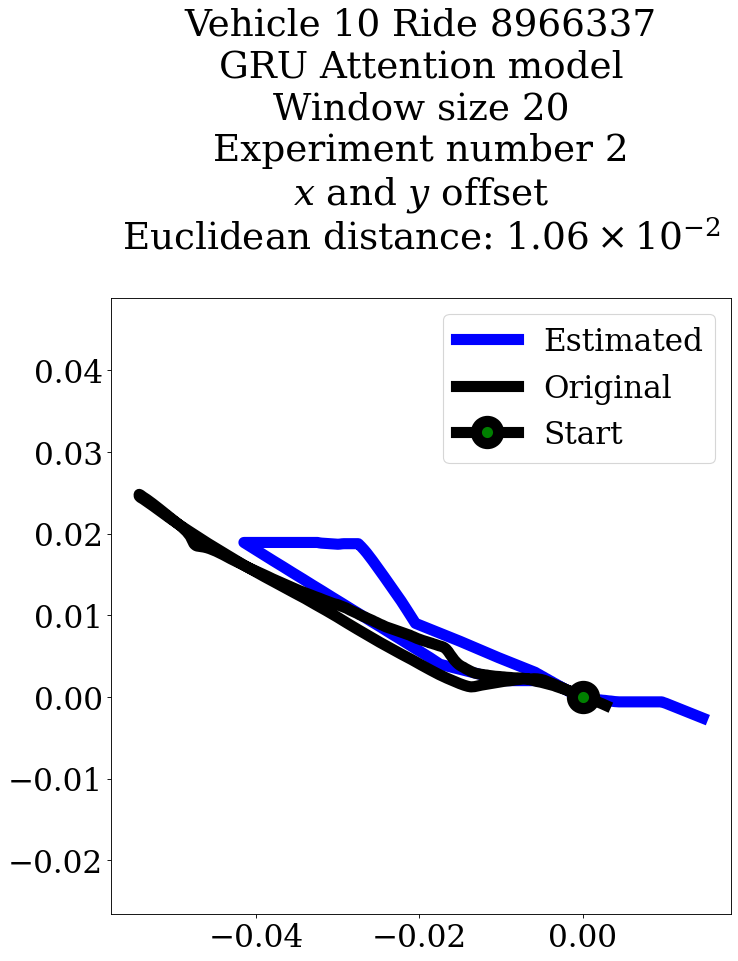 Vehicle 10 Ride 8966337
GRU Attention model
Window size 20
Experiment number 2
x and y offset
Euclidean distance: 1.06 × 10⁻²
Estimated
Original
Start
0.04
0.03
0.02
0.01
0.00
−0.01
−0.02
−0.04
−0.02
0.00